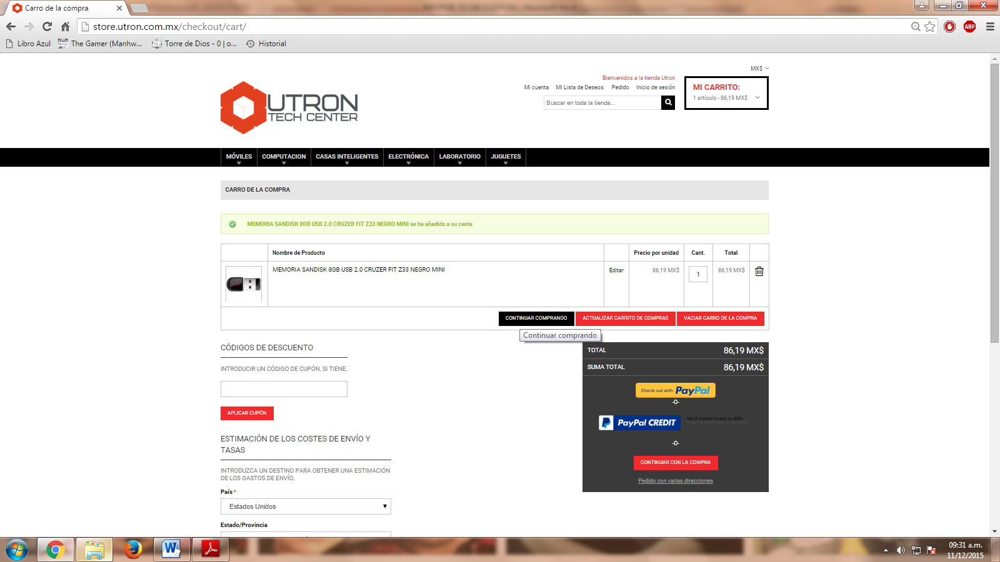 Carro de la compra
store.utron.com.mx/checkout/cart/
ABP
Libro Azul
The Gamer (Manhw...
Torre de Dios - 0 | o...
Historial
MX$
Bienvenidos a la tienda Utron
Mi cuenta Mi Lista de Deseos: Pedido Inicio de sesión
Buscar en toda la tienda...
MI CARRITO:
1 artículo - 86,19 MX$
UTRON
TECH CENTER
MÓVILES COMPUTACION CASAS INTELIGENTES ELECTRÓNICA LABORATORIO JUGUETES
CARRO DE LA COMPRA
MEMORIA SANDISK 8GB USB 2.0 CRUZER FIT Z33 NEGRO MINI se ha añadido a su cesta
Nombre de Producto Precio por unidad Cant. Total
MEMORIA SANDISK 8GB USB 2.0 CRUZER FIT Z33 NEGRO MINI Editar 86,19 MX$ 1 86,19 MX$
CONTINUAR COMPRANDO ACTUALIZAR CARRITO DE COMPRAS VACIAR CARRO DE LA COMPRA
Continuar comprando
CÓDIGOS DE DESCUENTO
INTRODUCIR UN CÓDIGO DE CUPÓN, SI TIENE.
APLICAR CUPÓN
ESTIMACIÓN DE LOS COSTES DE ENVÍO Y
TASAS
INTRODUZCA UN DESTINO PARA OBTENER UNA ESTIMACIÓN
DE LOS GASTOS DE ENVÍO.
País *
Estados Unidos
Estado/Provincia
TOTAL 86,19 MX$
SUMA TOTAL 86,19 MX$
Check out with PayPal
-O-
PayPal CREDIT
Get 6 months to pay on $99+
-O-
CONTINUAR CON LA COMPRA
Pedido con varias direcciones
09:31 a.m.
11/12/2015